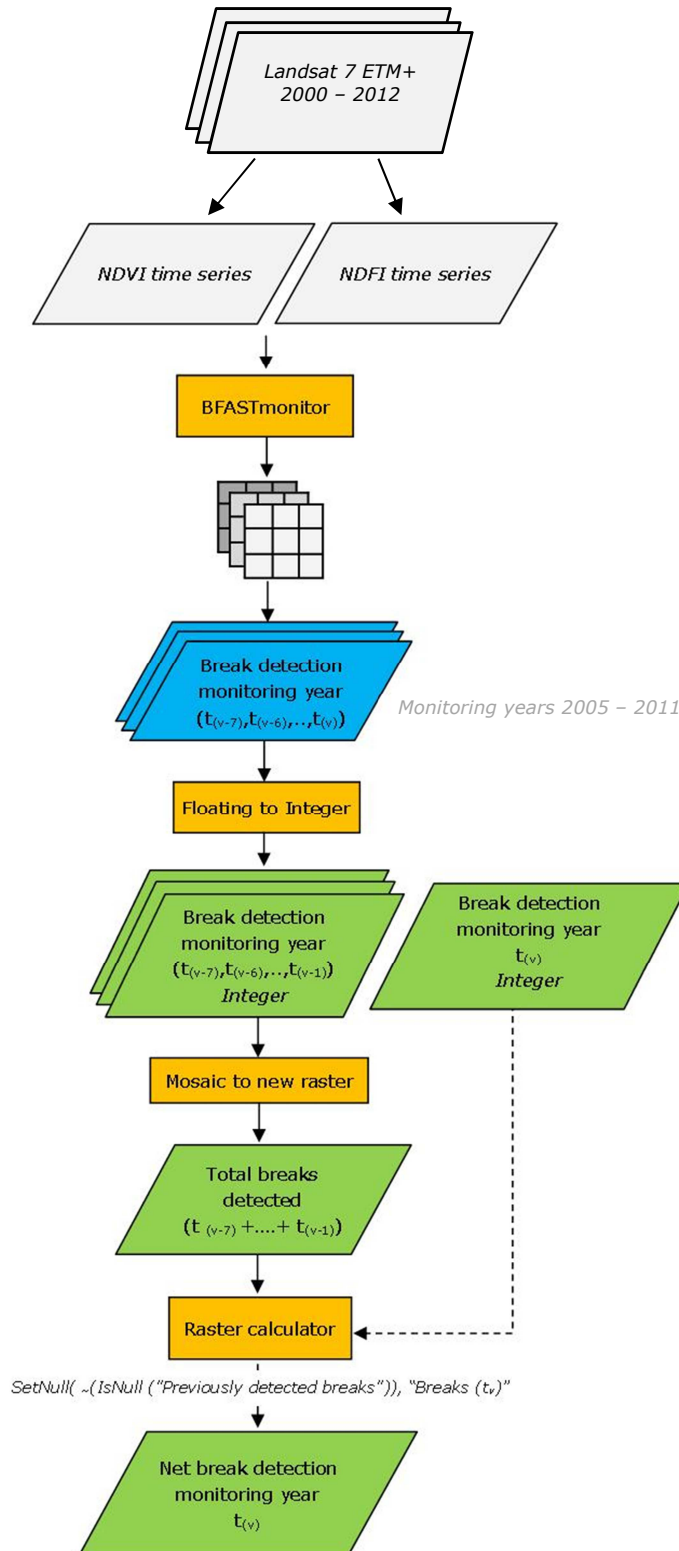 Landsat 7 ETM+
2000 – 2012
NDVI time series
NDFI time series
BFASTmonitor
Break detection
monitoring year
(t(v-7),t(v-6),..,t(v))
Monitoring years 2005 – 2011
Floating to Integer
Break detection
monitoring year
(t(v-7),t(v-6),..,t(v-1))
Integer
Break detection
monitoring year
t(v)
Integer
Mosaic to new raster
Total breaks
detected
(t (v-7) +....+ t(v-1))
Raster calculator
SetNull( ~(IsNull (“Previously detected breaks”)), “Breaks (tv)”
Net break detection
monitoring year
t(v)